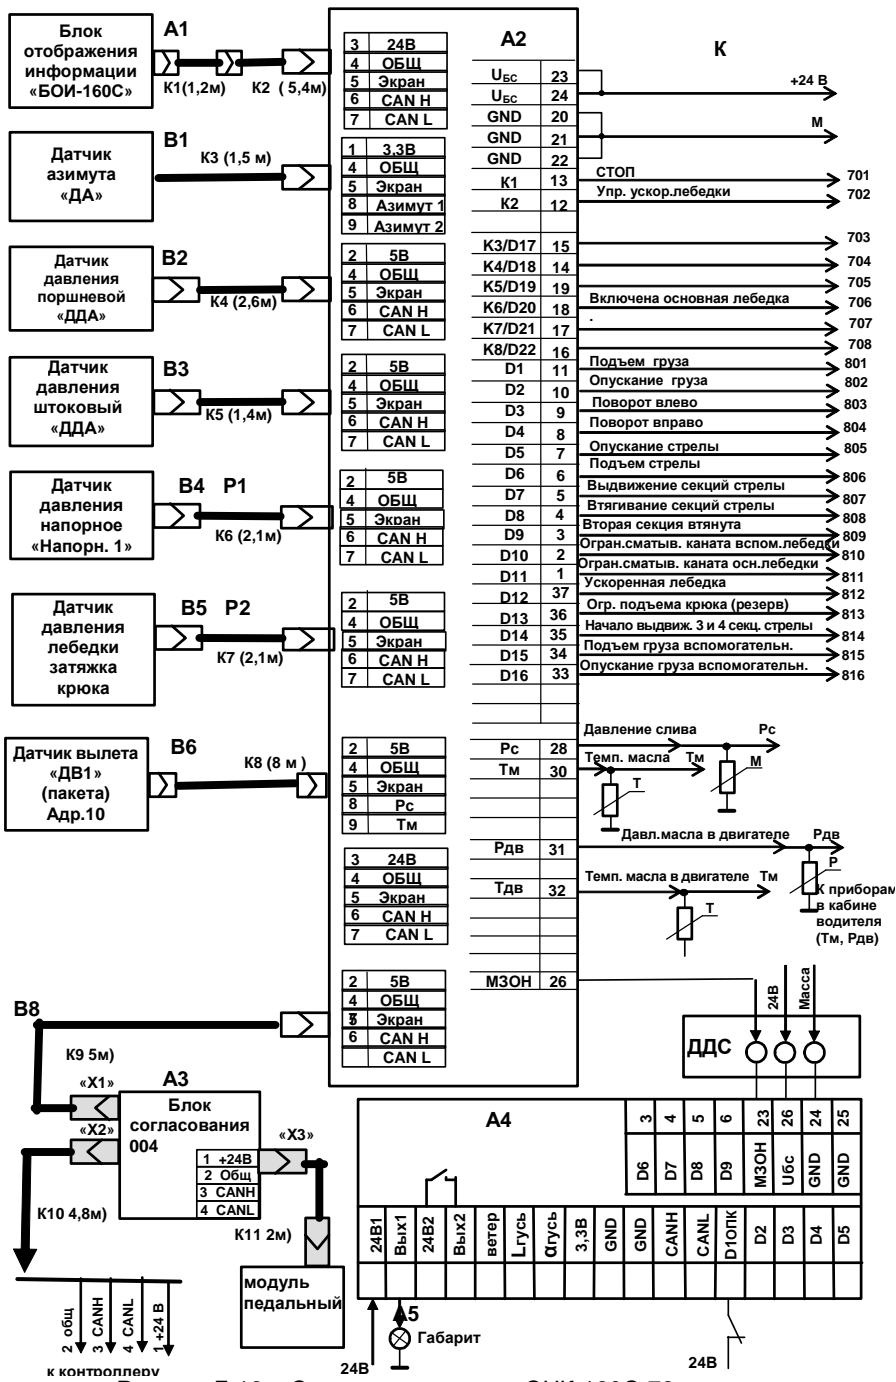 Блок
отображения
информации
«БОИ-160С»
А1
К1(1,2м)
К2 ( 5,4м)
3 24В
4 ОБЩ
5 Экран
6 CAN H
7 CAN L
Датчик
азимута
«ДА»
В1
К3 (1,5 м)
1 3,3В
4 ОБЩ
5 Экран
8 Азимут 1
9 Азимут 2
Датчик
давления
поршневой
«ДДА»
В2
К4 (2,6м)
2 5В
4 ОБЩ
5 Экран
6 CAN H
7 CAN L
Датчик
давления
штоковый
«ДДА»
В3
К5 (1,4м)
2 5В
4 ОБЩ
5 Экран
6 CAN H
7 CAN L
Датчик
давления
напорное
«Напорн. 1»
В4 Р1
К6 (2,1м)
2 5В
4 ОБЩ
5 Экран
6 CAN H
7 CAN L
Датчик
давления
лебедки
затяжка
крюка
В5 Р2
К7 (2,1м)
2 5В
4 ОБЩ
5 Экран
6 CAN H
7 CAN L
Датчик вылета
«ДВ1»
(пакета)
Адр.10
В6
К8 (8 м )
2 5В
4 ОБЩ
5 Экран
8 Рс
9 Тм
3 24В
4 ОБЩ
5 Экран
6 CAN H
7 CAN L
2 5В
4 ОБЩ
Экран
6 CAN H
CAN L
А2
К
UБС 23
UБС 24
+24 В
GND 20
GND 21
GND 22
М
К1 13 СТОП 701
К2 12 Упр. ускор.лебедки 702
К3/D17 15 703
К4/D18 14 704
К5/D19 19 705
К6/D20 18 Включена основная лебедка 706
.
К7/D21 17 707
К8/D22 16 708
D1 11 Подъем груза 801
D2 10 Опускание груза 802
D3 9 Поворот влево 803
D4 8 Поворот вправо 804
D5 7 Опускание стрелы 805
D6 6 Подъем стрелы 806
D7 5 Выдвижение секций стрелы 807
D8 4 Втягивание секций стрелы 808
D9 3 Вторая секция втянута 809
D10 2 Огран.сматыв. каната вспом.лебедки 810
D11 1 Огран.сматыв. каната осн.лебедки 811
D12 37 Ускоренная лебедка 812
D13 36 Огр. подъема крюка (резерв) 813
D14 35 Начало выдвиж. 3 и 4 секц. стрелы 814
D15 34 Подъем груза вспомогательн. 815
D16 33 Опускание груза вспомогательн. 816
Рс 28 Давление слива Рс
Тм 30 Темп. масла Тм
М
Т
Рдв 31 Давл.масла в двигателе Рдв
Р
Тдв 32 Темп. масла в двигателе Тм
Т
К приборам
в кабине
водителя
(Тм, Рдв)
МЗОН 26
24В
Масса
ДДС
В8
К9 5м)
«Х1»
А3
Блок
согласования
004
«Х2»
«Х3»
1 +24В
2 Общ
3 CANH
4 CANL
К10 4,8м)
К11 2м)
модуль
педальный
2 общ
3 CANH
4 CANL
1 +24 В
к контроллеру
А4
3 4 5 6 23 26 24 25
D6 D7 D8 D9 МЗОН Uбс GND GND
24В1 Вых1 24В2 Вых2 ветер Lгусь αгусь 3,3В GND GND CANH CANL D1ОПК D2 D3 D4 D5
А5
Габарит
24В
24В